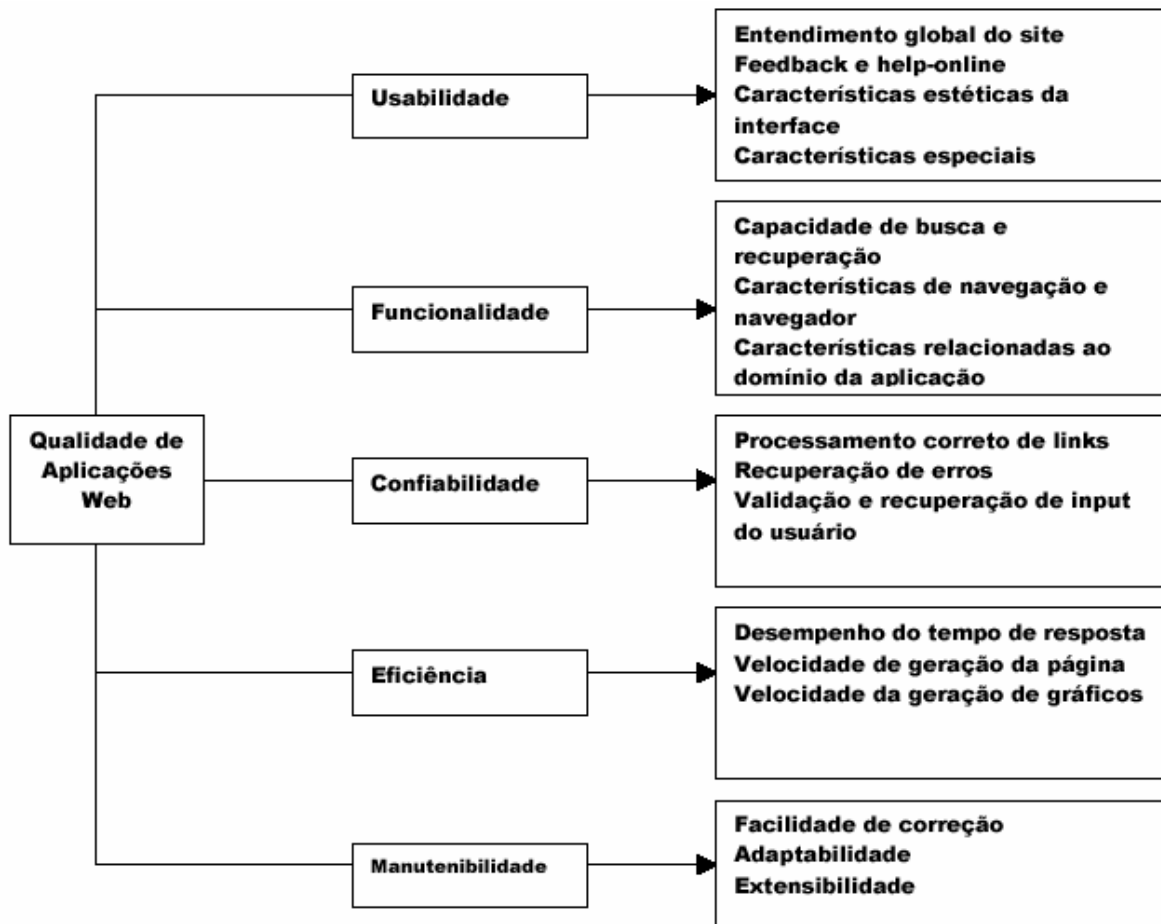 Qualidade de
Aplicações
Web
Usabilidade
Entendimento global do site
Feedback e help-online
Características estéticas da
interface
Características especiais
Funcionalidade
Capacidade de busca e
recuperação
Características de navegação e
navegador
Características relacionadas ao
domínio da aplicação
Confiabilidade
Processamento correto de links
Recuperação de erros
Validação e recuperação de input
do usuário
Eficiência
Desempenho do tempo de resposta
Velocidade de geração da página
Velocidade da geração de gráficos
Manutenibilidade
Facilidade de correção
Adaptabilidade
Extensibilidade